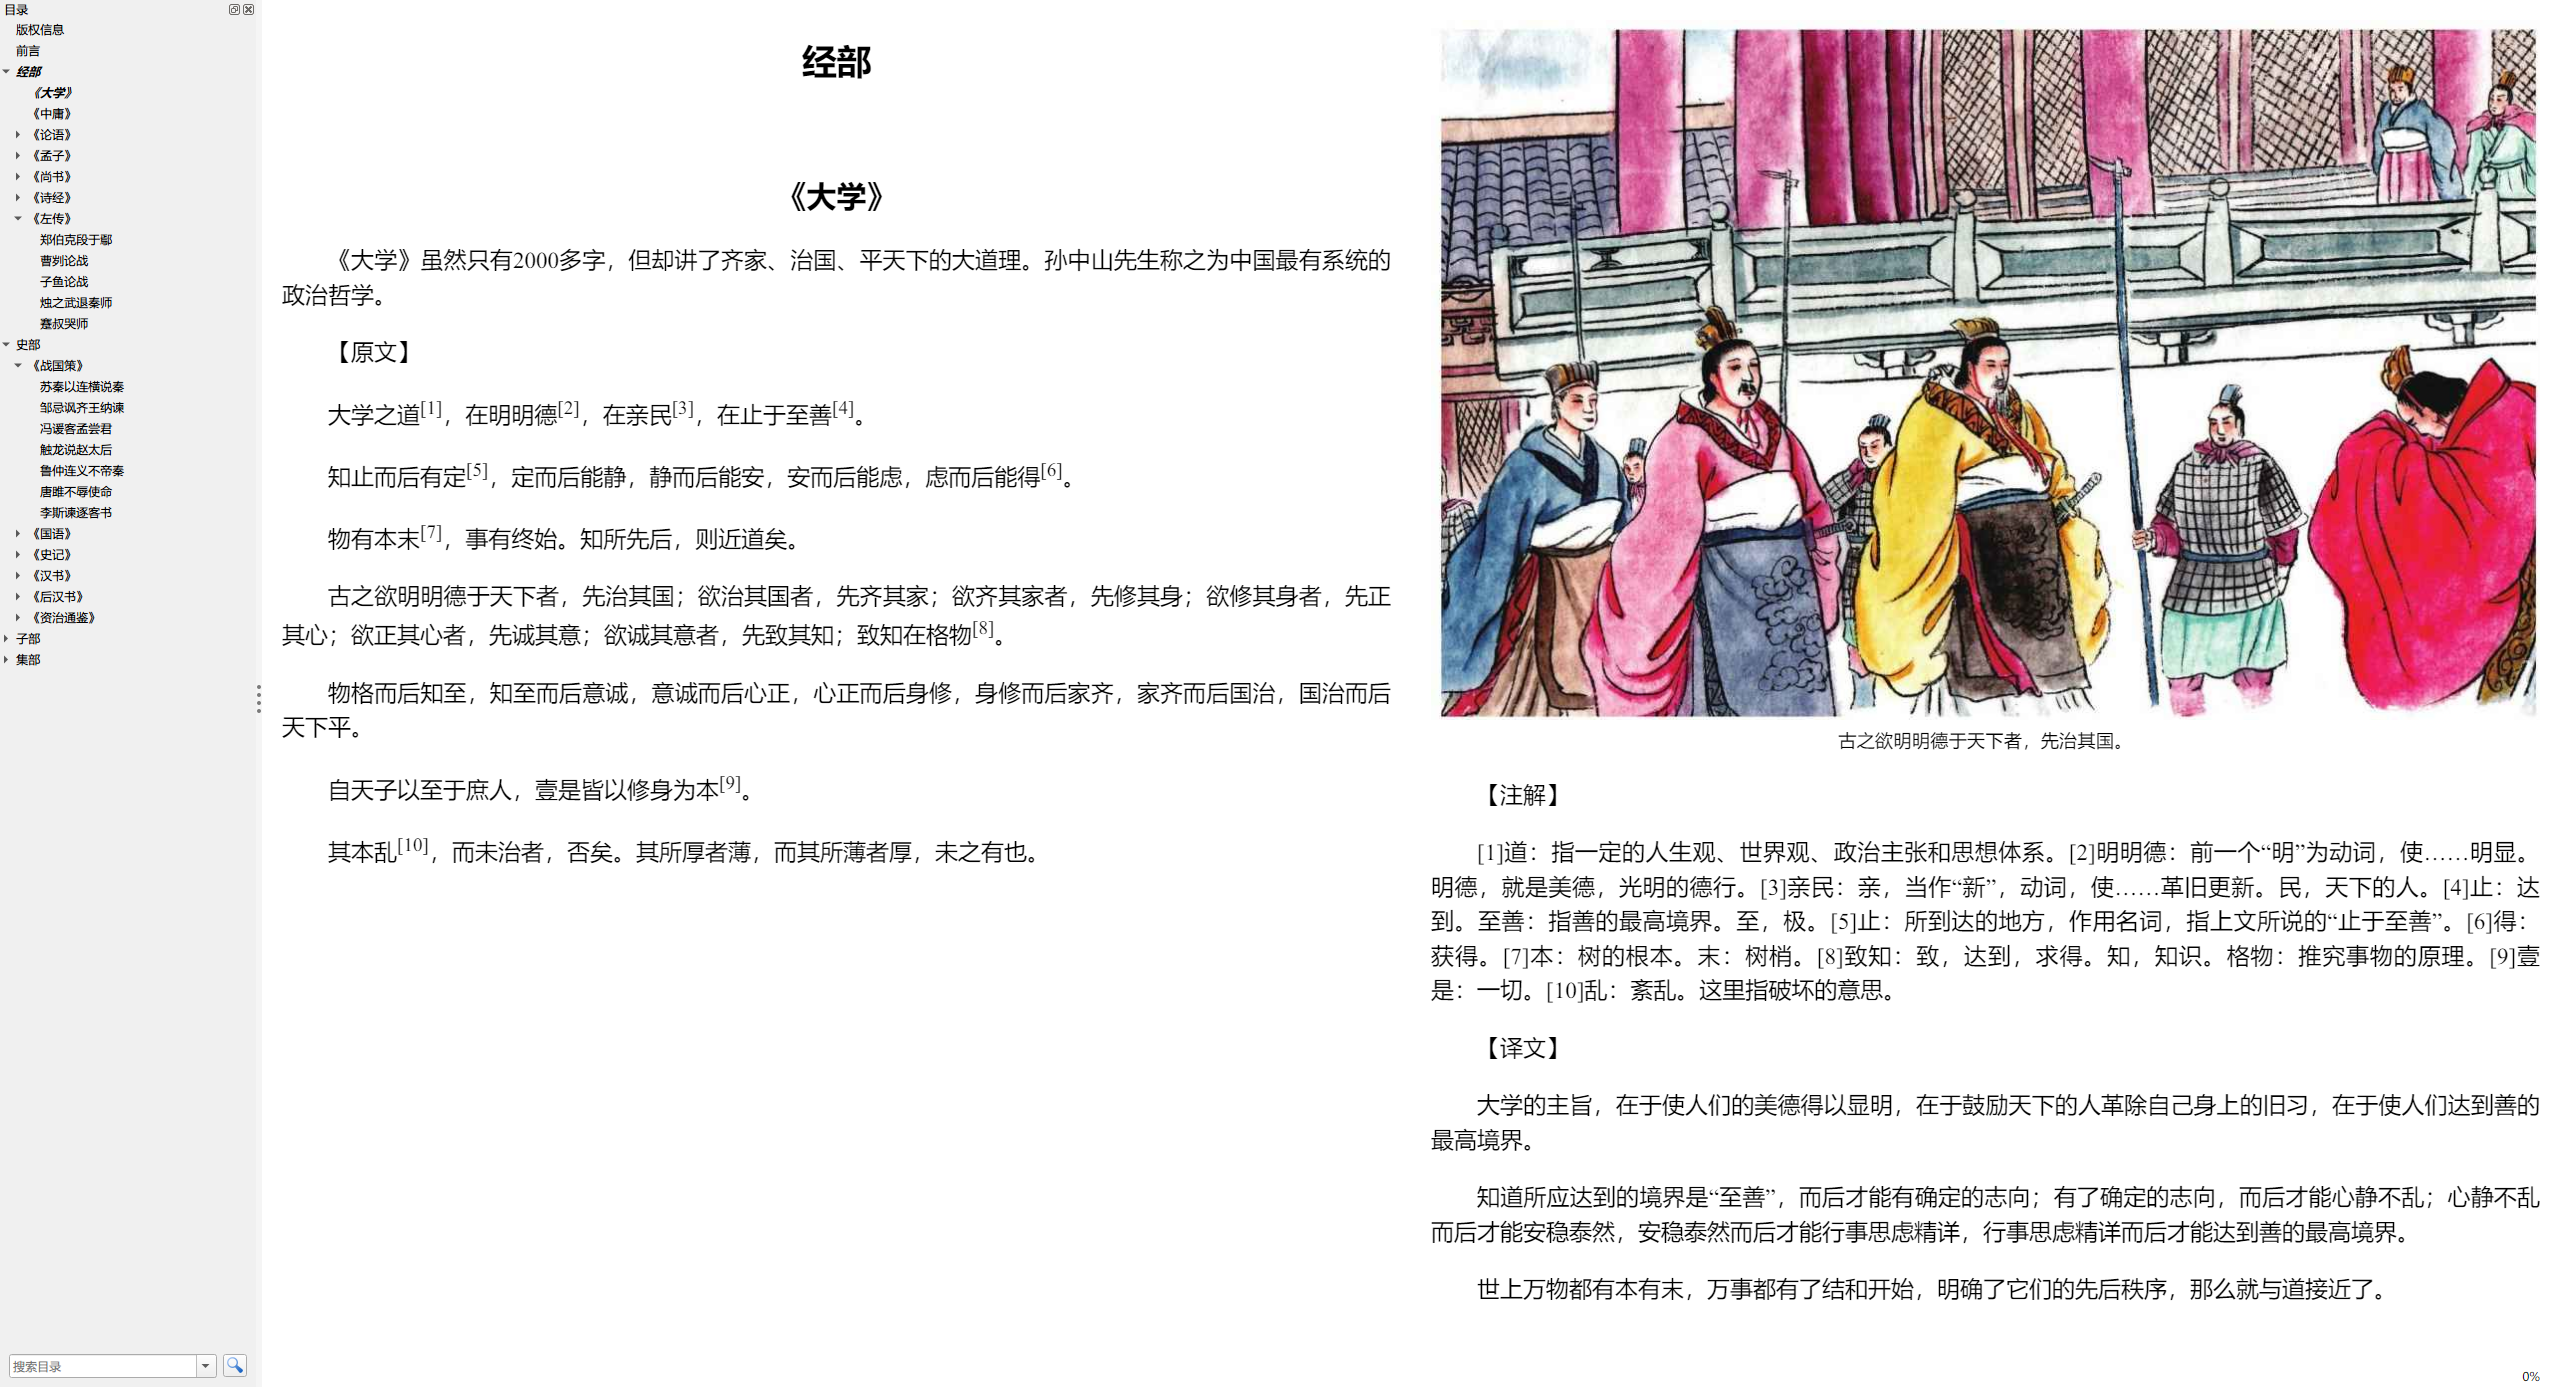 目录
版权信息
前言
经部
《大学》
《中庸》
《论语》
《孟子》
《尚书》
《诗经》
《左传》
郑伯克段于鄢
曹刿论战
子鱼论战
烛之武退秦师
蹇叔哭师
史部
《战国策》
苏秦以连横说秦
邹忌讽齐王纳谏
冯谖客孟尝君
触龙说赵太后
鲁仲连义不帝秦
唐雎不辱使命
李斯谏逐客书
《国语》
《史记》
《汉书》
《后汉书》
《资治通鉴》
子部
集部
搜索目录
经部
《大学》
《大学》虽然只有2000多字，但却讲了齐家、治国、平天下的大道理。孙中山先生称之为中国最有系统的
政治哲学。
【原文】
大学之道[1]，在明明德[2]，在亲民[3]，在止于至善[4]。
知止而后有定[5]，定而后能静，静而后能安，安而后能虑，虑而后能得[6]。
物有本末[7]，事有终始。知所先后，则近道矣。
古之欲明明德于天下者，先治其国；欲治其国者，先齐其家；欲齐其家者，先修其身；欲修其身者，先正
其心；欲正其心者，先诚其意；欲诚其意者，先致其知；致知在格物[8]。
物格而后知至，知至而后意诚，意诚而后心正，心正而后身修，身修而后家齐，家齐而后国治，国治而后
天下平。
自天子以至于庶人，壹是皆以修身为本[9]。
其本乱[10]，而未治者，否矣。其所厚者薄，而其所薄者厚，未之有也。
古之欲明明德于天下者，先治其国。
【注解】
[1]道：指一定的人生观、世界观、政治主张和思想体系。[2]明明德：前一个“明”为动词，使……明显。
明德，就是美德，光明的德行。[3]亲民：亲，当作“新”，动词，使……革旧更新。民，天下的人。[4]止：达
到。至善：指善的最高境界。至，极。[5]止：所到达的地方，作用名词，指上文所说的“止于至善”。[6]得：
获得。[7]本：树的根本。末：树梢。[8]致知：致，达到，求得。知，知识。格物：推究事物的原理。[9]壹
是：一切。[10]乱：紊乱。这里指破坏的意思。
【译文】
大学的主旨，在于使人们的美德得以显明，在于鼓励天下的人革除自己身上的旧习，在于使人们达到善的
最高境界。
知道所应达到的境界是“至善”，而后才能有确定的志向；有了确定的志向，而后才能心静不乱；心静不乱
而后才能安稳泰然，安稳泰然而后才能行事思虑精详，行事思虑精详而后才能达到善的最高境界。
世上万物都有本有末，万事都有了结和开始，明确了它们的先后秩序，那么就与道接近了。
0%